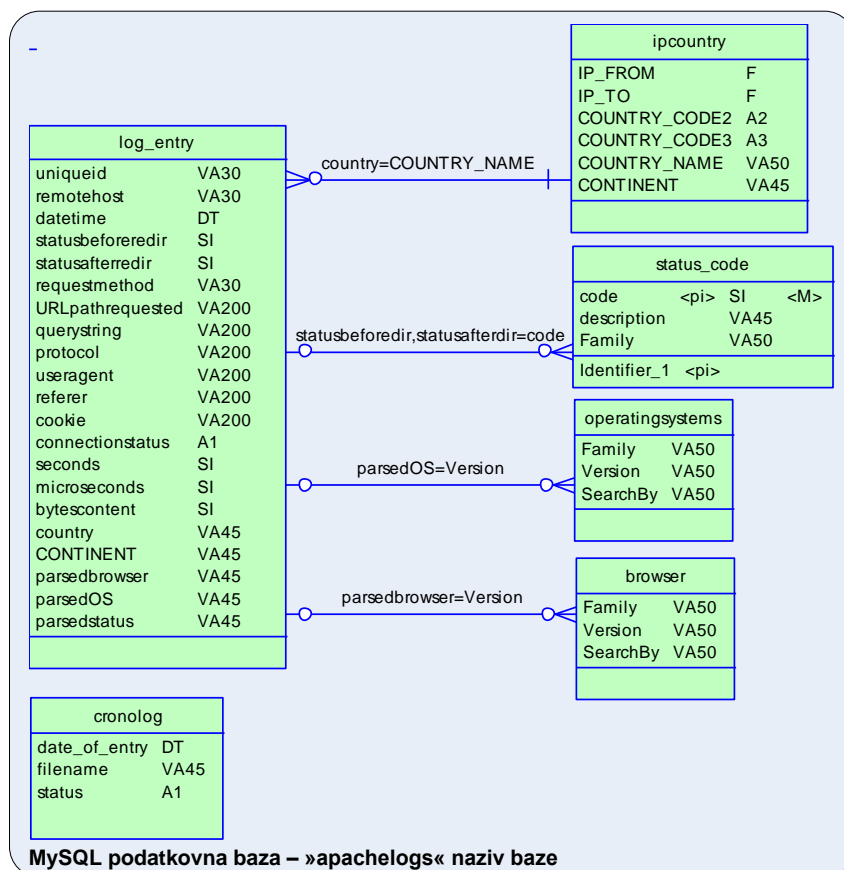 –
ipcountry
IP_FROM F
IP_TO F
COUNTRY_CODE2 A2
COUNTRY_CODE3 A3
COUNTRY_NAME VA50
CONTINENT VA45
log_entry
uniqueid VA30
remotehost VA30
datetime DT
statusbeforeredir SI
statusafterredir SI
requestmethod VA30
URLpathrequested VA200
querystring VA200
protocol VA200
useragent VA200
referer VA200
cookie VA200
connectionstatus A1
seconds SI
microseconds SI
bytescontent SI
country VA45
CONTINENT VA45
parsedbrowser VA45
parsedOS VA45
parsedstatus VA45
country=COUNTRY_NAME
statusbeforedir,statusafterdir=code
parsedOS=Version
parsedbrowser=Version
status_code
code <pi> SI <M>
description VA45
Family VA50
Identifier_1 <pi>
operatingsystems
Family VA50
Version VA50
SearchBy VA50
browser
Family VA50
Version VA50
SearchBy VA50
cronolog
date_of_entry DT
filename VA45
status A1
MySQL podatkovna baza – »apachelogs« naziv baze